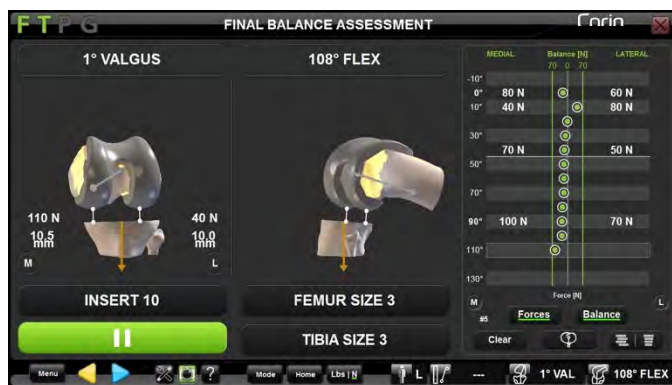 F T P G
FINAL BALANCE ASSESSMENT
Corin
1° VALGUS
108° FLEX
110 N
10.5 mm
M
40 N
10.0 mm
L
INSERT 10
FEMUR SIZE 3
TIBIA SIZE 3
MEDIAL Balance [N] LATERAL
70 0 70
-10°
0° 80 N 60 N
10° 40 N 80 N
30°
70 N 50 N
50°
70°
90° 100 N 70 N
110°
130°
Force [N]
M L
#5 Forces Balance
Clear
Menu ? Mode Home Lbs | N L --- 1° VAL 108° FLEX